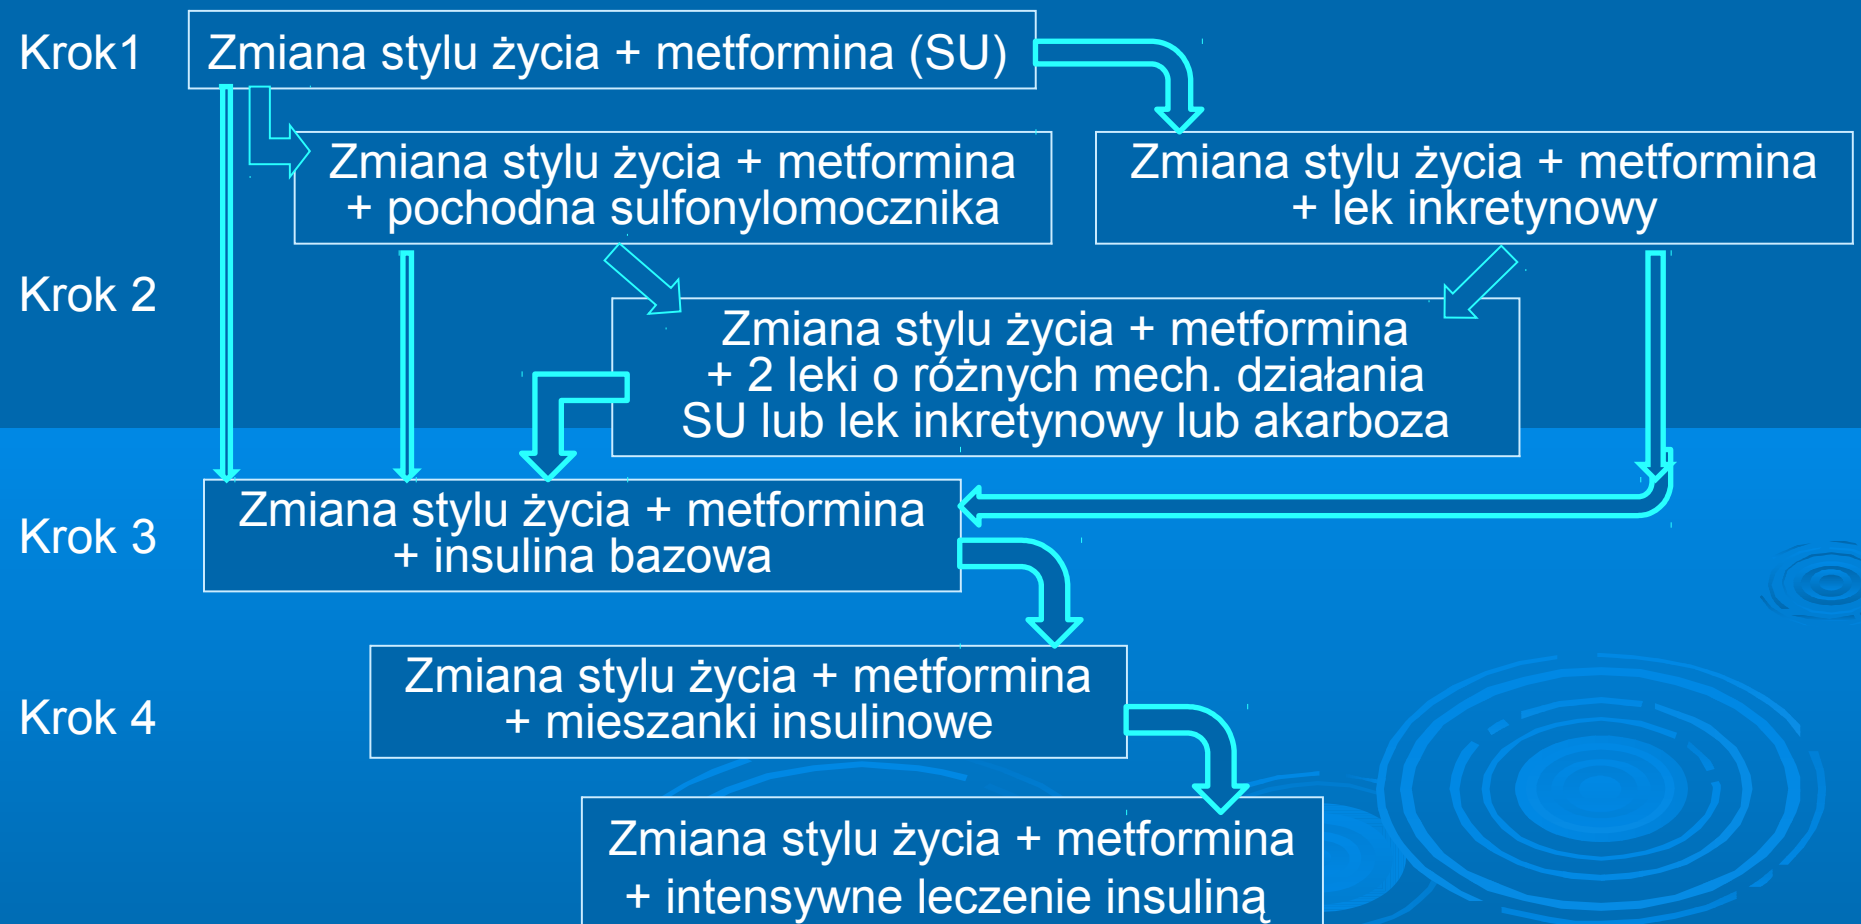 Krok1
Zmiana stylu życia + metformina (SU)
Zmiana stylu życia + metformina
+ pochodna sulfonylomocznika
Zmiana stylu życia + metformina
+ lek inkretynowy
Krok 2
Zmiana stylu życia + metformina
+ 2 leki o różnych mech. działania
SU lub lek inkretynowy lub akarboza
Krok 3
Zmiana stylu życia + metformina
+ insulina bazowa
Krok 4
Zmiana stylu życia + metformina
+ mieszanki insulinowe
Zmiana stylu życia + metformina
+ intensywne leczenie insuliną